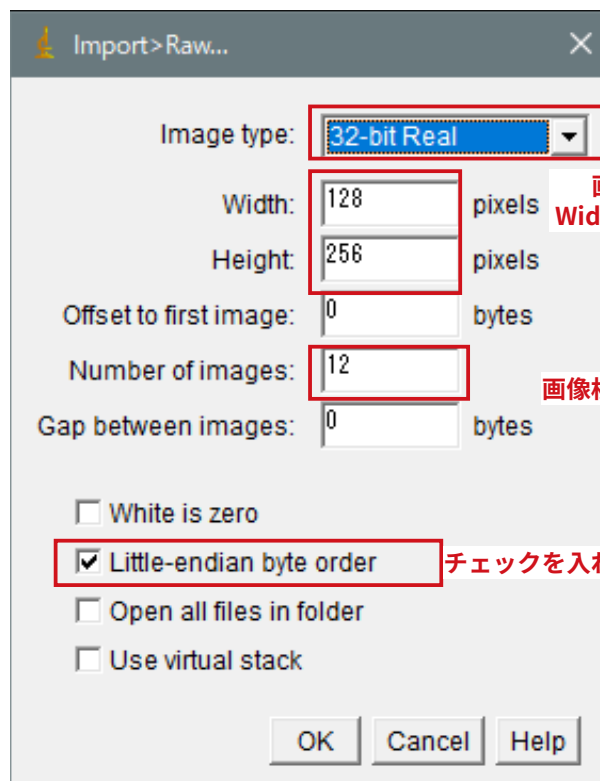 Import>Raw...
Image type: 32-bit Real
Width: 128 pixels
Height: 256 pixels
Offset to first image: 0 bytes
Number of images: 12
画像
Gap between images: 0 bytes
White is zero
Little-endian byte order チェックを入
Open all files in folder
Use virtual stack
OK Cancel Help